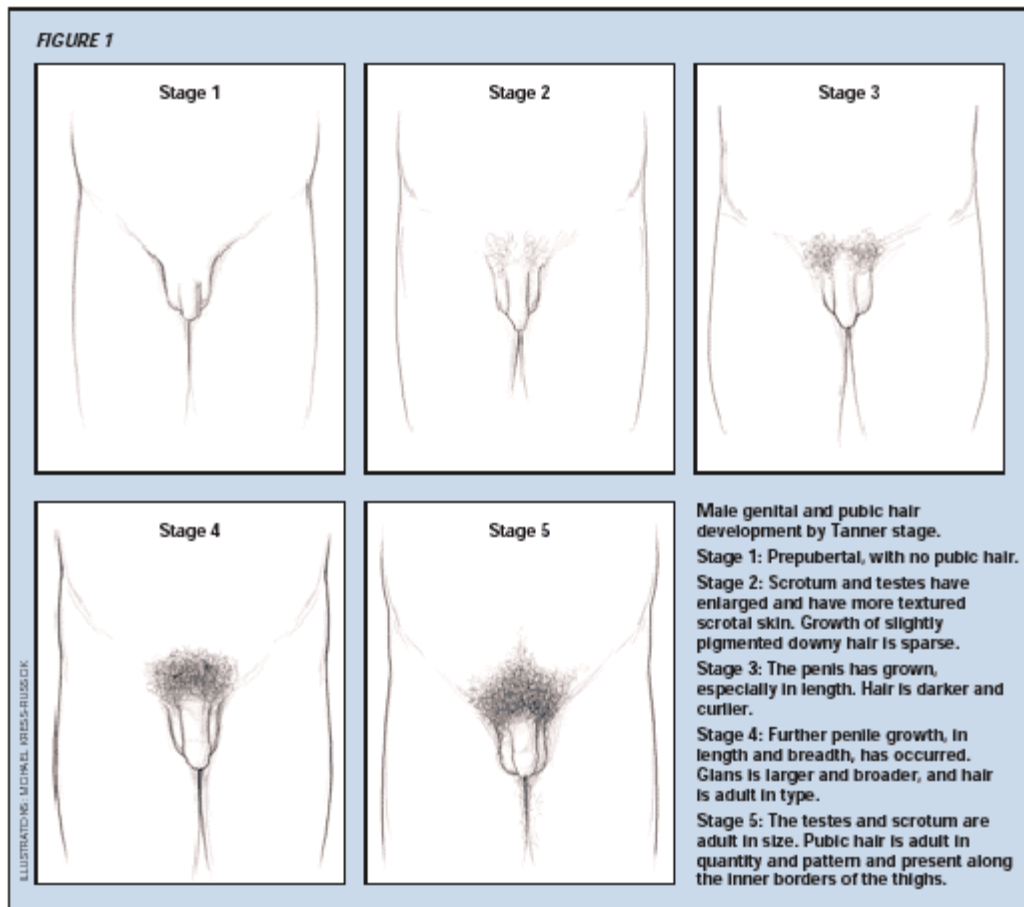 FIGURE 1
Stage 1
Stage 2
Stage 3
Stage 4
Stage 5
Male genital and pubic hair
development by Tanner stage.
Stage 1: Prepubertal, with no pubic hair.
Stage 2: Scrotum and testes have
enlarged and have more textured
scrotal skin. Growth of slightly
pigmented downy hair is sparse.
Stage 3: The penis has grown,
especially in length. Hair is darker and
curlier.
Stage 4: Further penile growth, in
length and breadth, has occurred.
Glans is larger and broader, and hair
is adult in type.
Stage 5: The testes and scrotum are
adult in size. Pubic hair is adult in
quantity and pattern and present along
the inner borders of the thighs.
ILLUSTRATIONS: MICHAEL KRESS-RUSSICK